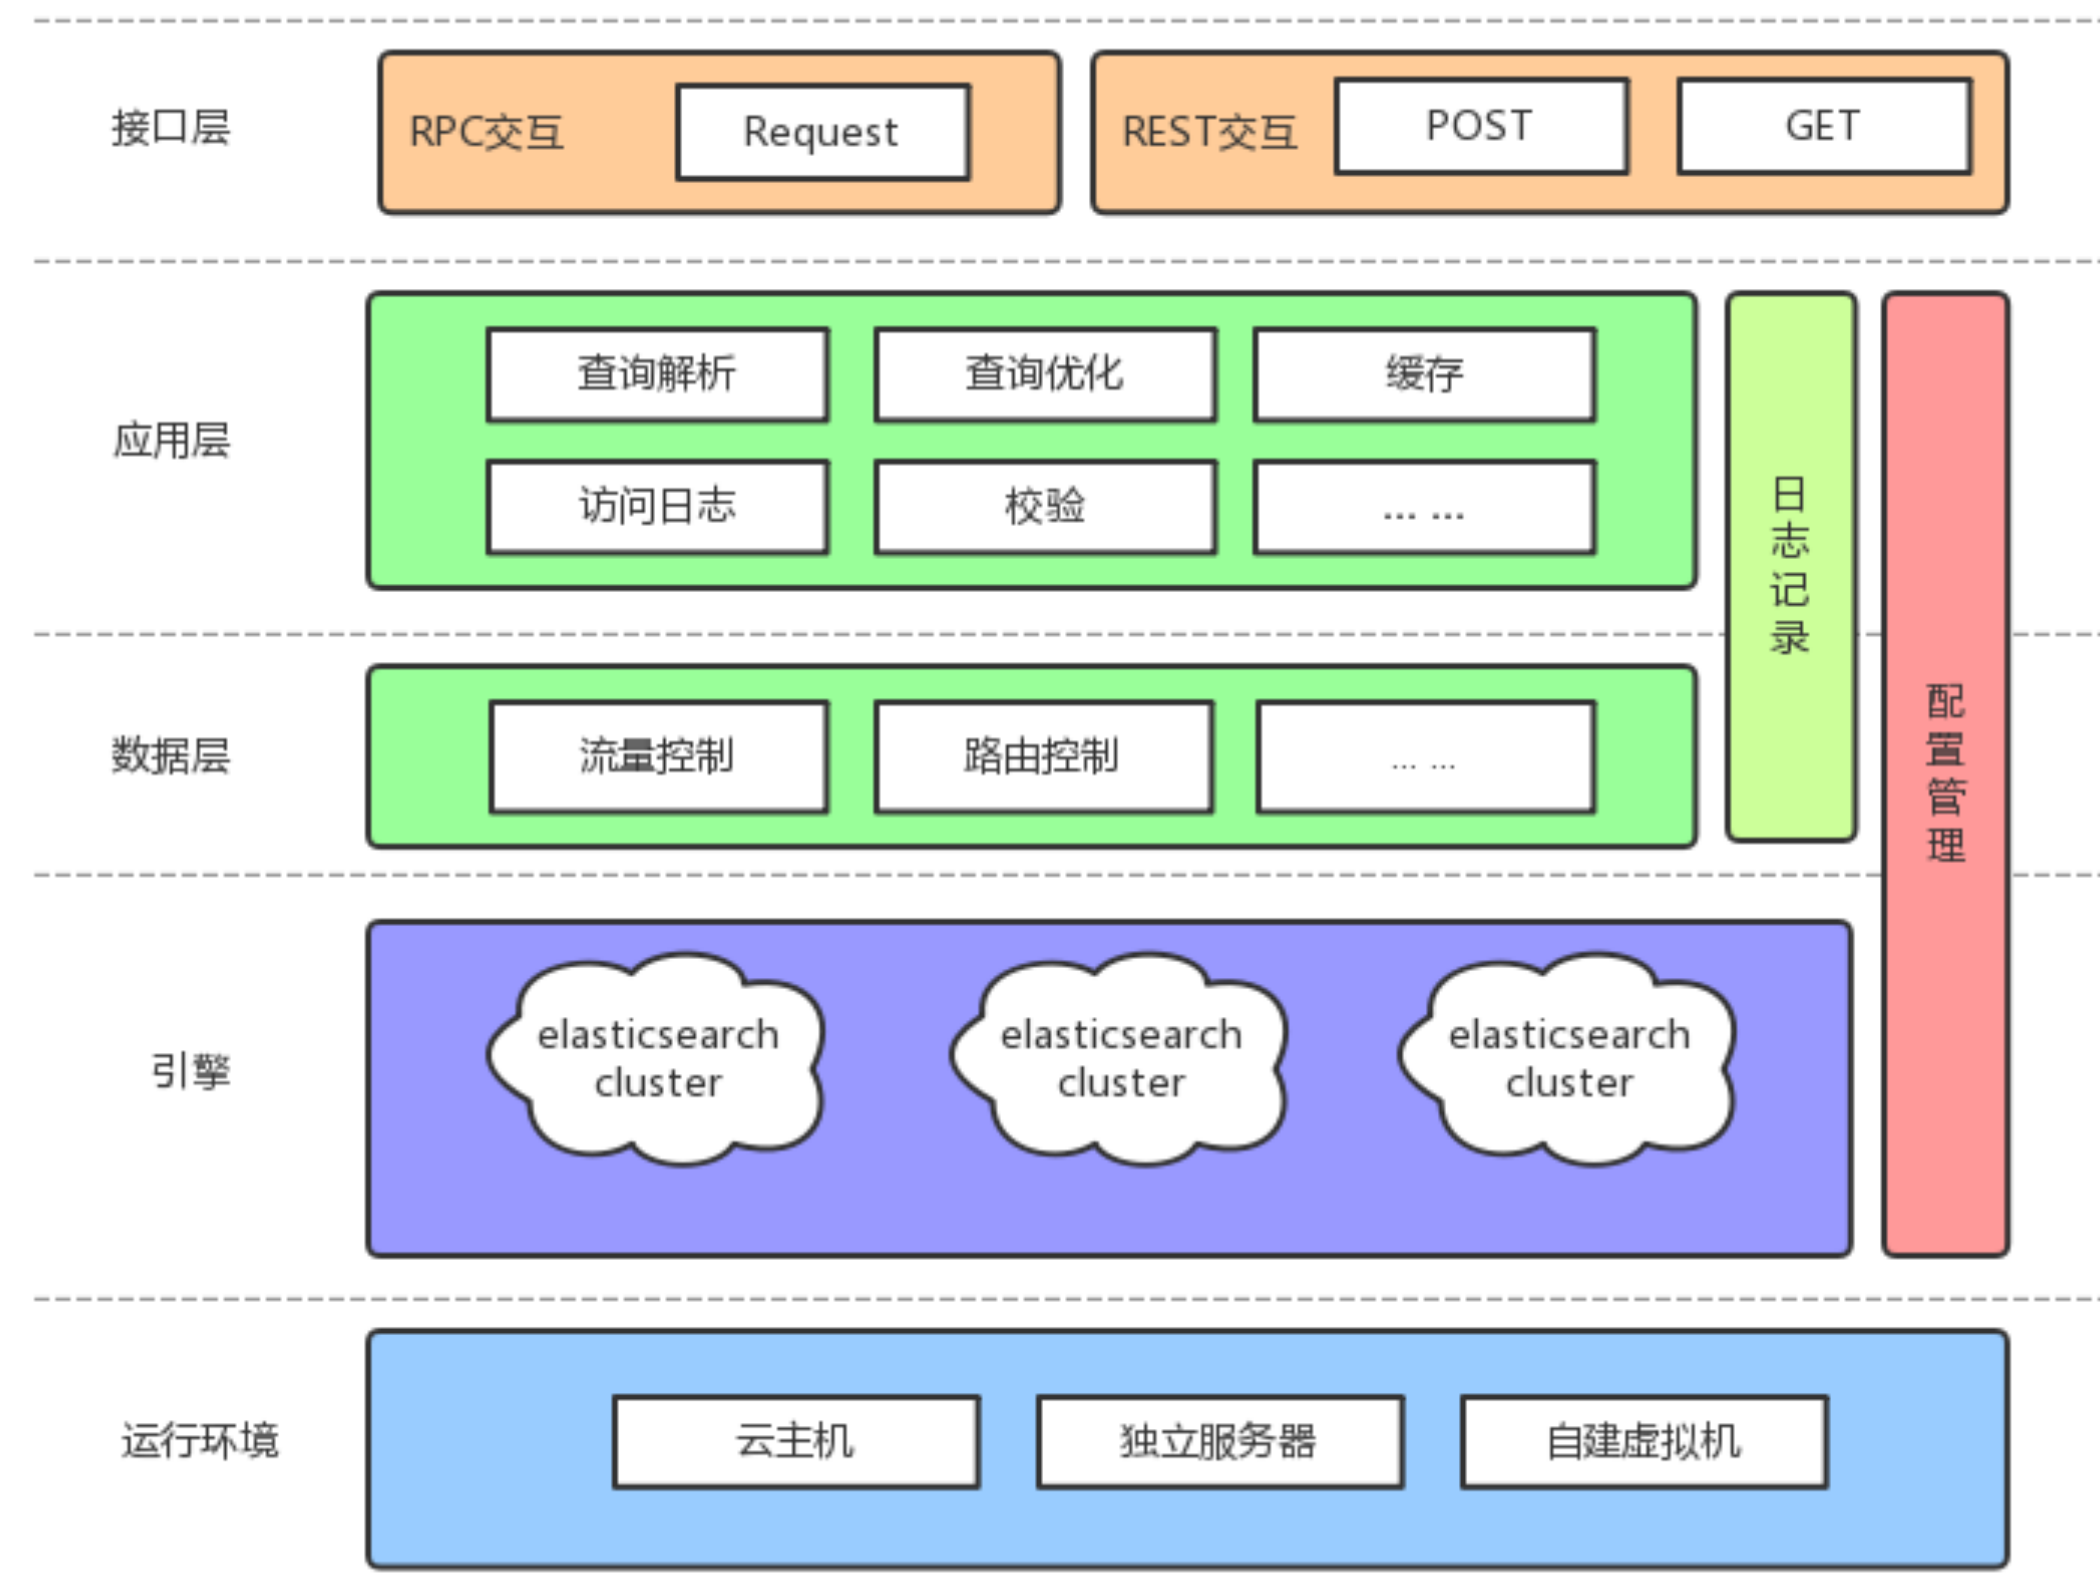 接口层
RPC交互
Request
REST交互
POST
GET
应用层
查询解析
查询优化
缓存
访问日志
校验
... ...
日志记录
配置管理
数据层
流量控制
路由控制
... ...
引擎
elasticsearch
cluster
elasticsearch
cluster
elasticsearch
cluster
运行环境
云主机
独立服务器
自建虚拟机